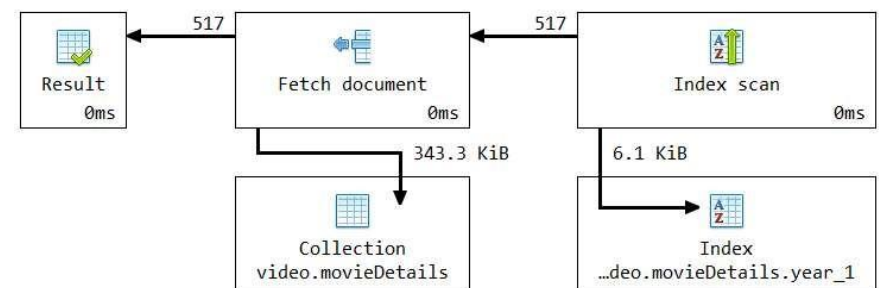 517
517
Result
0ms
Fetch document
0ms
Index scan
0ms
343.3 KiB
6.1 KiB
Collection
video.movieDetails
Index
…deo.movieDetails.year_1